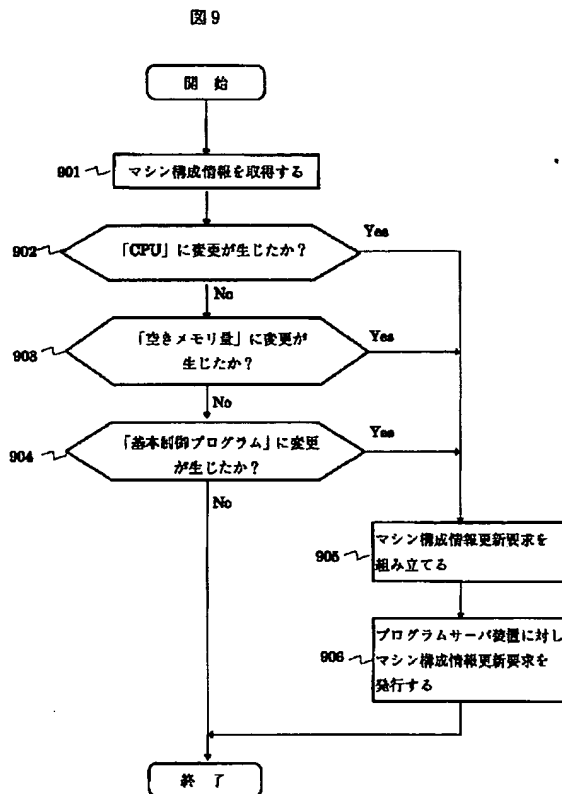 図9
開 始
901
マシン構成情報を取得する
902
「CPU」に変更が生じたか？
Yes
No
903
「空きメモリ量」に変更が
生じたか？
Yes
No
904
「基本制御プログラム」に変更
が生じたか？
Yes
No
905
マシン構成情報更新要求を
組み立てる
906
プログラムサーバ装置に対し
マシン構成情報更新要求を
発行する
終 了